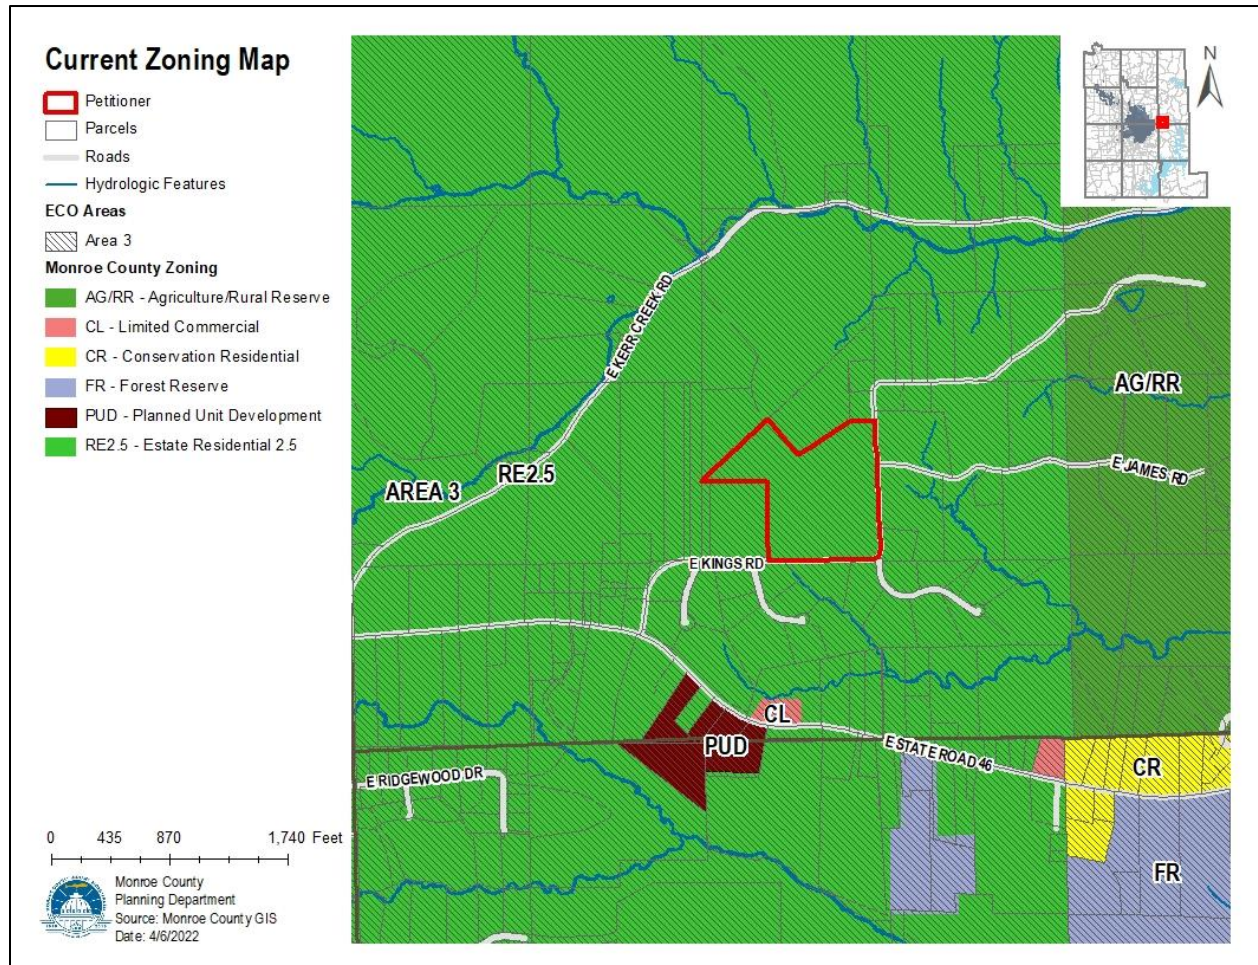 Current Zoning Map
Petitioner
Parcels
Roads
Hydrologic Features
ECO Areas
Area 3
Monroe County Zoning
AG/RR - Agriculture/Rural Reserve
CL - Limited Commercial
CR - Conservation Residential
FR - Forest Reserve
PUD - Planned Unit Development
RE2.5 - Estate Residential 2.5
0 435 870 1,740 Feet
Monroe County
Planning Department
Source: Monroe County GIS
Date: 4/6/2022
N
E KERR CREEK RD
AG/RR
E JAMES RD
RE2.5
AREA 3
E KINGS RD
CL
PUD
E STATE ROAD 46
CR
E RIDGEWOOD DR
FR